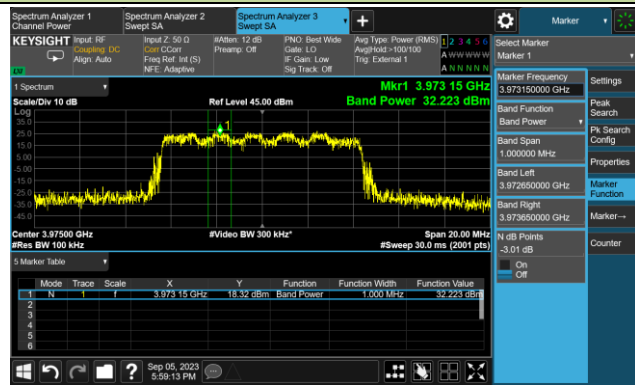 Spectrum Analyzer 1
Channel Power
Spectrum Analyzer 2
Swept SA
Spectrum Analyzer 3
Swept SA
+
Marker
KEYSIGHT
Input: RF
Coupling: DC
Align: Auto
Input Z: 50 Ω
Corr CCorr
Freq Ref: Int (S)
NFE: Adaptive
#Atten: 12 dB
Preamp: Off
PNO: Best Wide
Gate: LO
IF Gain: Low
Sig Track: Off
Avg Type: Power (RMS)
Avg|Hold:>100/100
Trig: External 1
1 2 3 4 5 6
A W W W W W
A N N N N N
LV
Select Marker
Marker 1
1 Spectrum
Scale/Div 10 dB
Log
Ref Level 45.00 dBm
Mkr1 3.973 15 GHz
Band Power 32.223 dBm
35.0
25.0
15.0
5.00
-5.00
-15.0
-25.0
-35.0
-45.0
1
Center 3.97500 GHz
#Res BW 100 kHz
#Video BW 300 kHz*
Span 20.00 MHz
#Sweep 30.0 ms (2001 pts)
5 Marker Table
Mode Trace Scale X Y Function Function Width Function Value
1 N 1 f 3.973 15 GHz 18.32 dBm Band Power 1.000 MHz 32.223 dBm
2
3
4
5
6
Marker Frequency
3.973150000 GHz
Band Function
Band Power
Band Span
1.000000 MHz
Band Left
3.972650000 GHz
Band Right
3.973650000 GHz
N dB Points
-3.01 dB
On
Off
Settings
Peak
Search
Pk Search
Config
Properties
Marker
Function
Marker→
Counter
?
Sep 05, 2023
5:59:13 PM